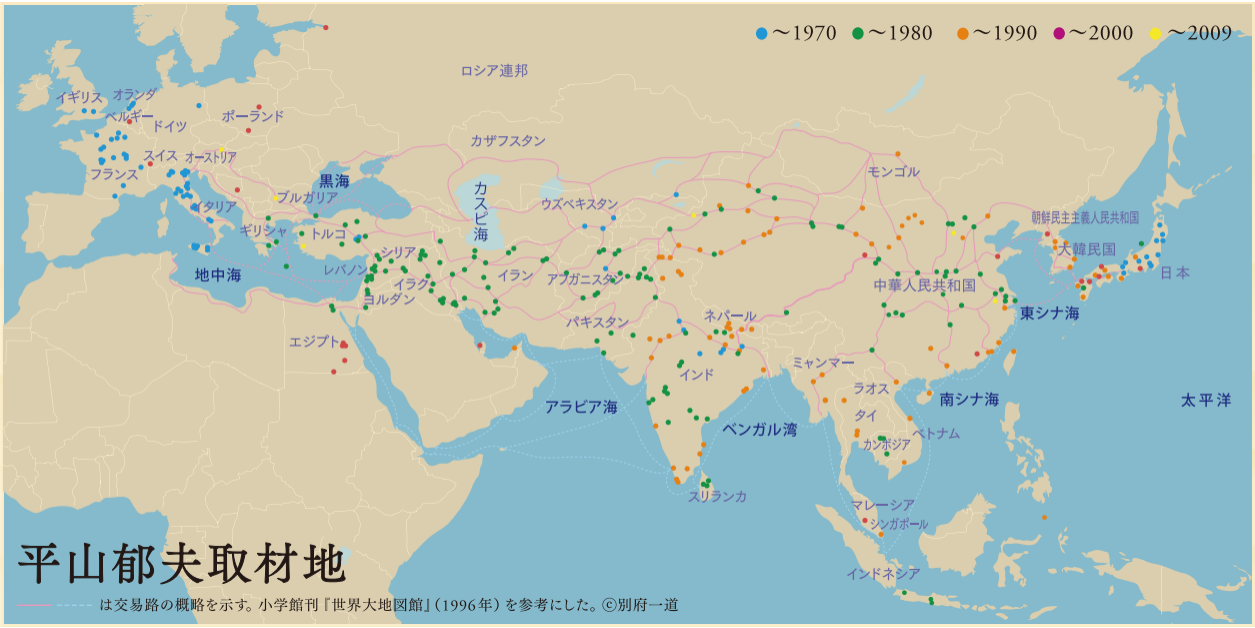 ～1970 ～1980 ～1990 ～2000 ～2009
ロシア連邦
イギリス
オランダ
ベルギー
ドイツ
ポーランド
カザフスタン
スイス
オーストリア
フランス
黒海
モンゴル
カスピ海
ブルガリア
イタリア
ウズベキスタン
朝鮮民主主義人民共和国
ギリシャ
トルコ
大韓民国
シリア
地中海
レバノン
イラン
アフガニスタン
日本
イラク
ヨルダン
中華人民共和国
東シナ海
パキスタン
ネパール
エジプト
ミャンマー
インド
ラオス
アラビア海
南シナ海
太平洋
タイ
ベンガル湾
ベトナム
カンボジア
スリランカ
マレーシア
シンガポール
インドネシア
平山郁夫取材地
は交易路の概略を示す。小学館刊『世界大地図館』（1996年）を参考にした。©別府一道